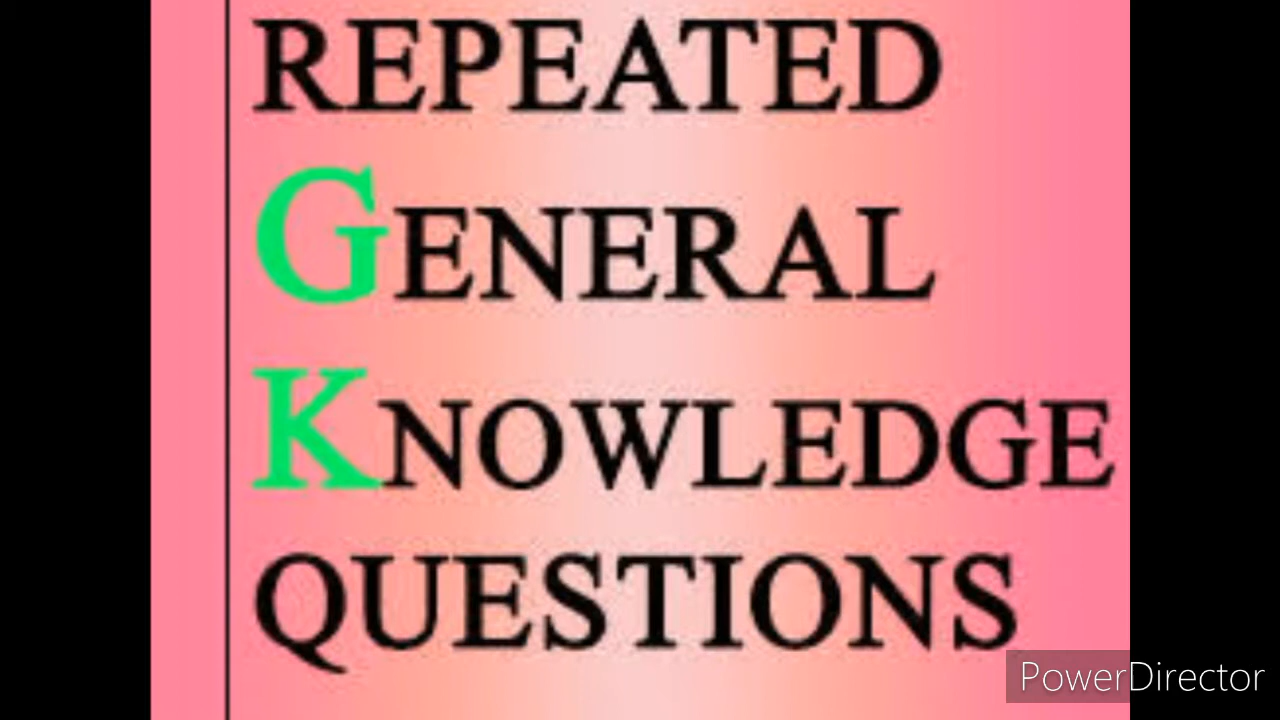 REPEATED
GENERAL
KNOWLEDGE
QUESTIONS
PowerDirector